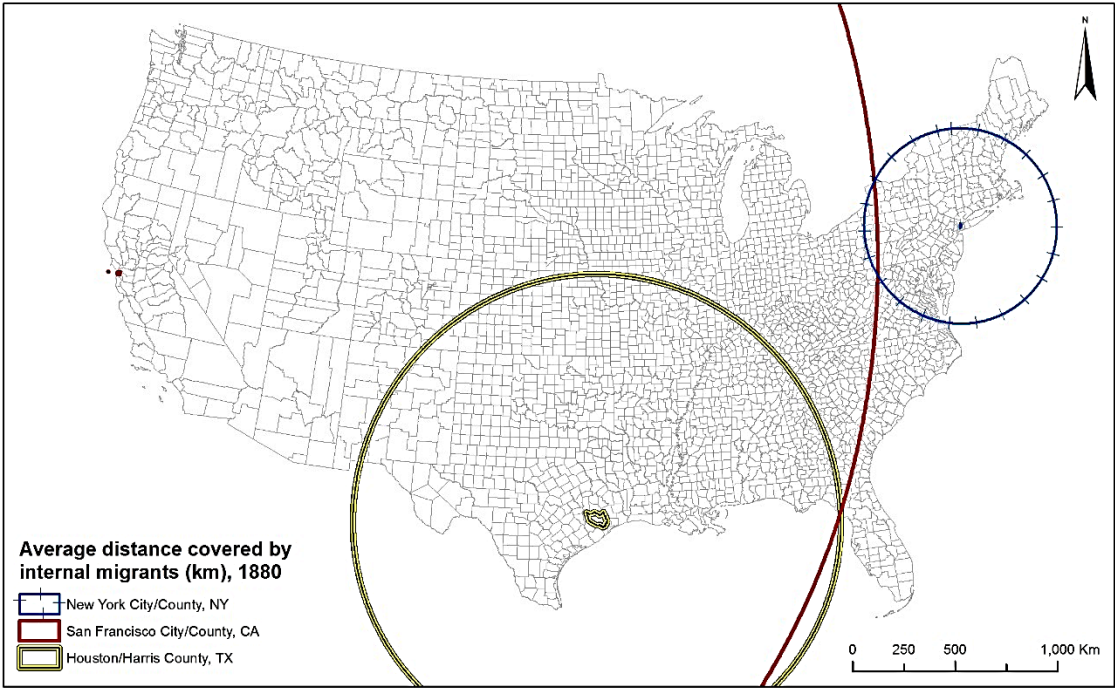 N
Average distance covered by
internal migrants (km), 1880
New York City/County, NY
San Francisco City/County, CA
Houston/Harris County, TX
0 250 500 1,000 Km